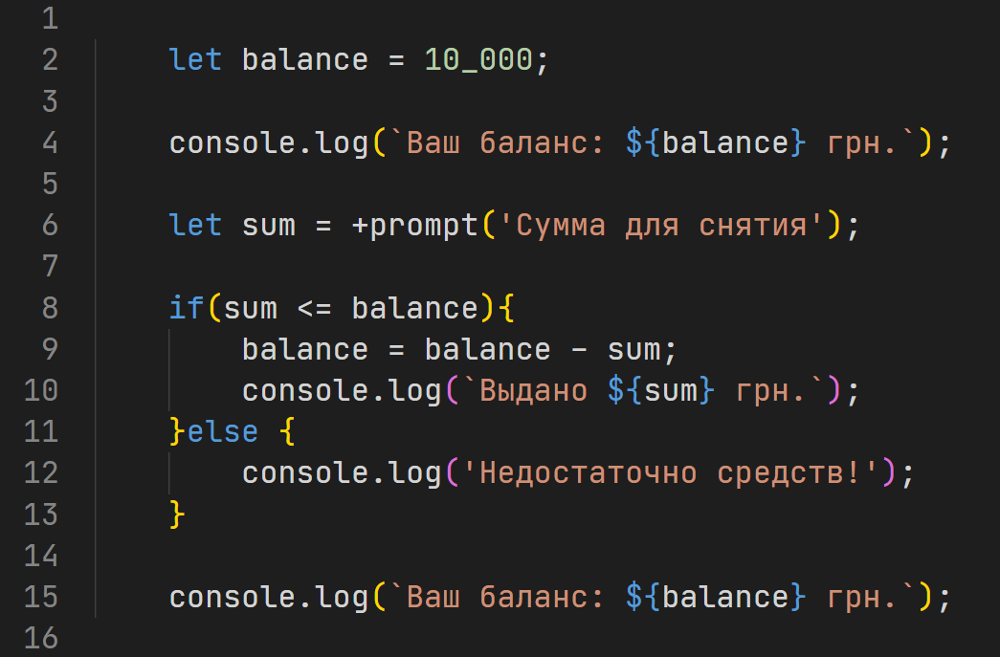 1
2 let balance = 10_000;
3
4 console.log(`Ваш баланс: ${balance} грн.`);
5
6 let sum = +prompt('Сумма для снятия');
7
8 if(sum <= balance){
9 balance = balance - sum;
10 console.log(`Выдано ${sum} грн.`);
11 }else {
12 console.log('Недостаточно средств!');
13 }
14
15 console.log(`Ваш баланс: ${balance} грн.`);
16